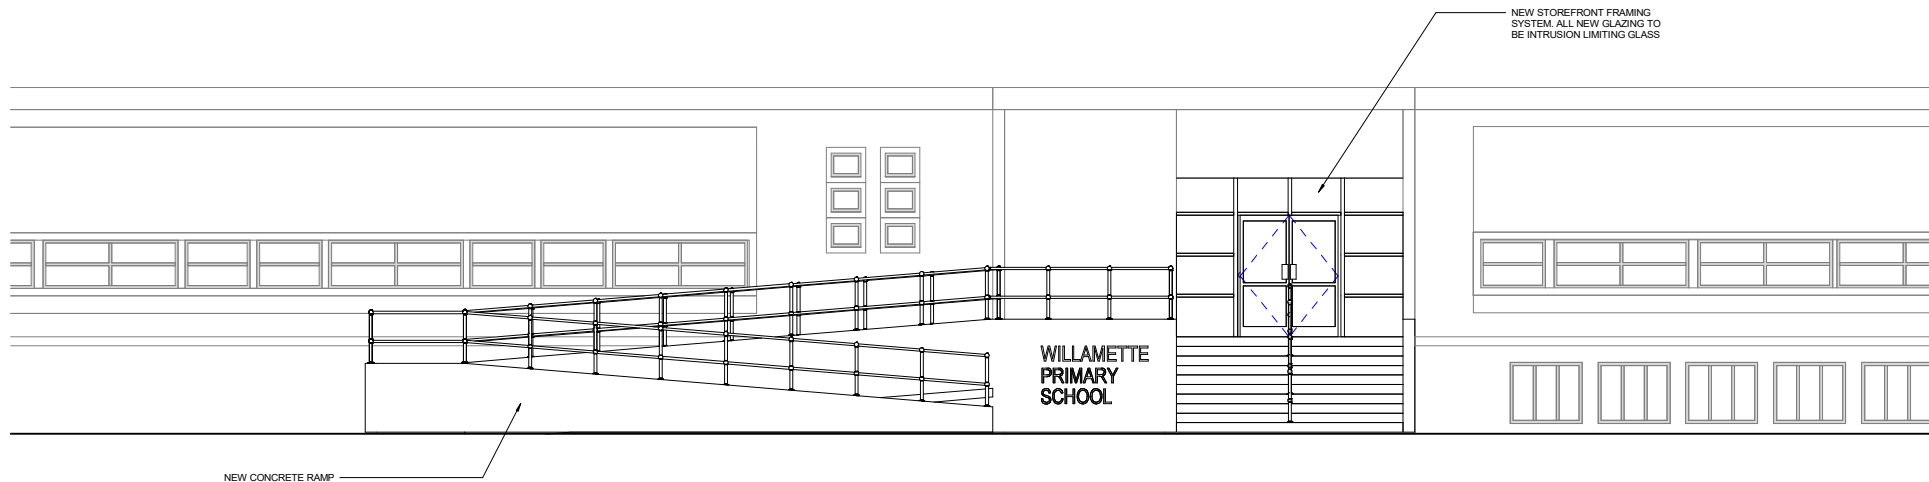 NEW STOREFRONT FRAMING
SYSTEM. ALL NEW GLAZING TO
BE INTRUSION LIMITING GLASS
WILLAMETTE
PRIMARY
SCHOOL
NEW CONCRETE RAMP